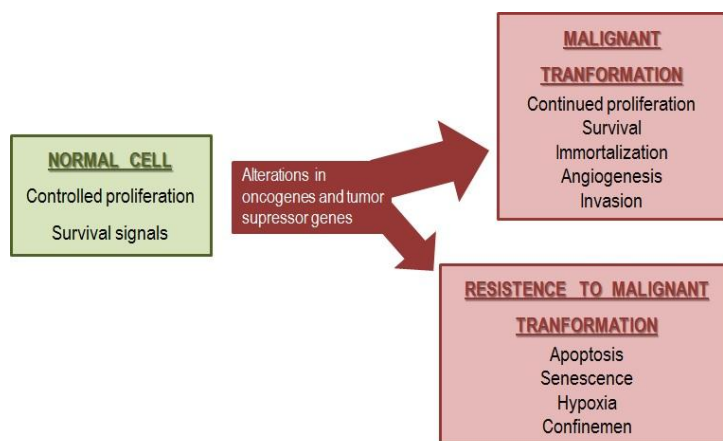 NORMAL CELL
Controlled proliferation
Survival signals
Alterations in
oncogenes and tumor
supressor genes
MALIGNANT
TRANFORMATION
Continued proliferation
Survival
Immortalization
Angiogenesis
Invasion
RESISTENCE TO MALIGNANT
TRANFORMATION
Apoptosis
Senescence
Hypoxia
Confinemen